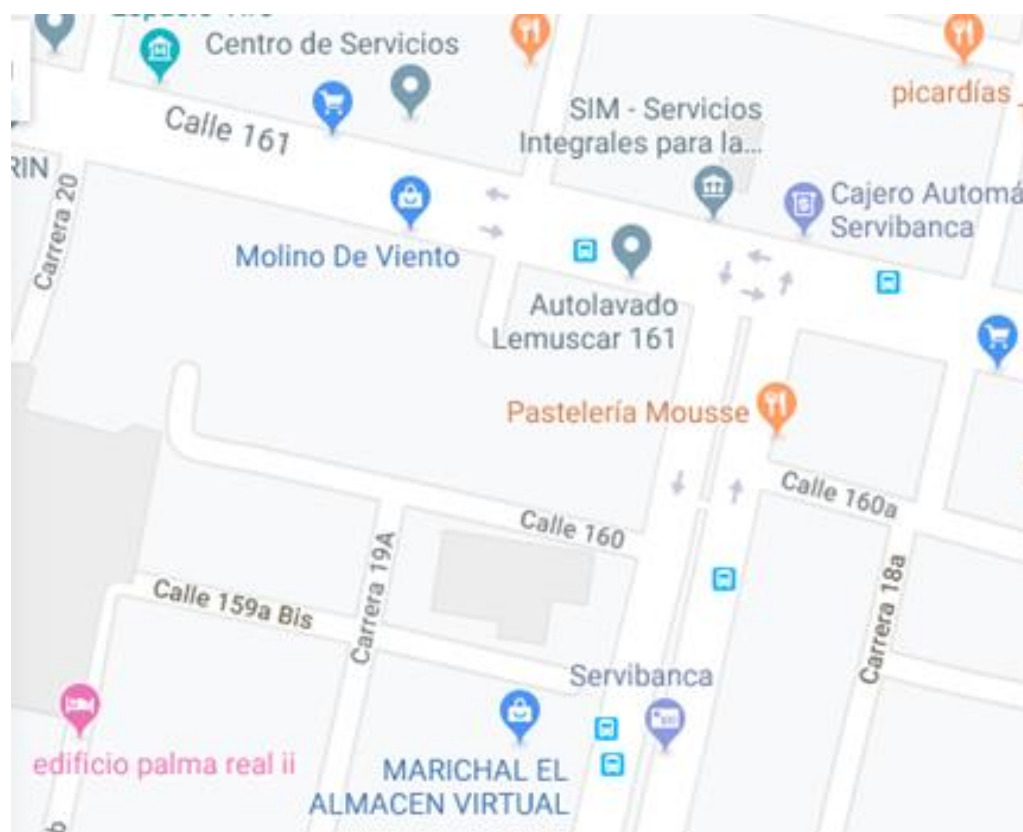 Centro de Servicios
picardías
Calle 161
SIM - Servicios
Integrales para la...
RIN
Carrera 20
Cajero Automá
Servibanca
Molino De Viento
Autolavado
Lemuscar 161
Pastelería Mousse
Calle 160a
Calle 160
Carrera 19A
Carrera 18a
Calle 159a Bis
Servibanca
edificio palma real ii
MARICHAL EL
ALMACEN VIRTUAL